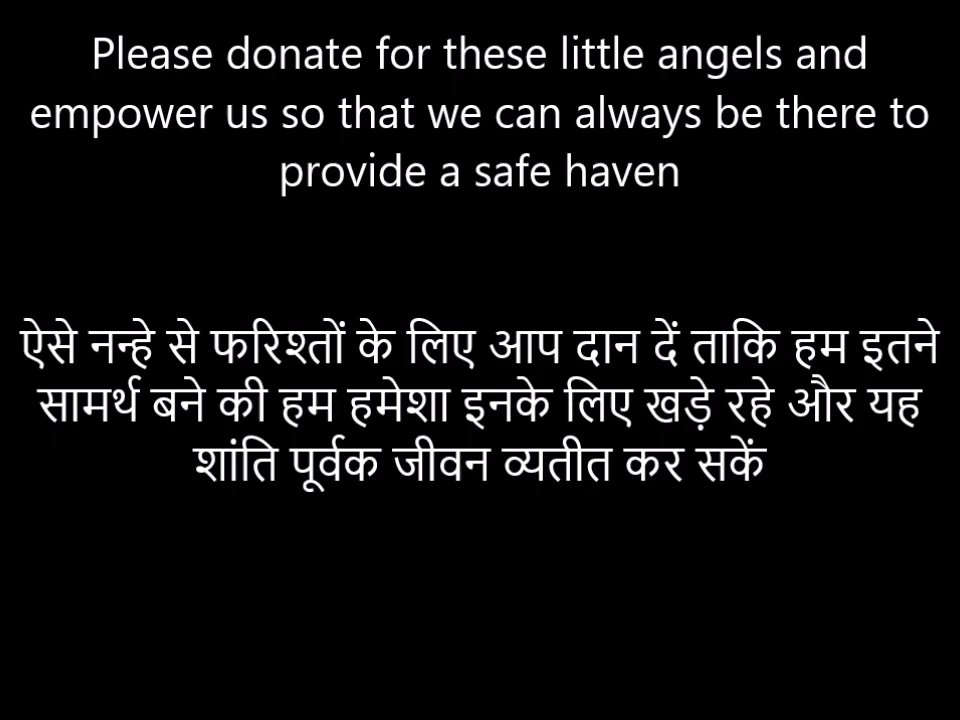 Please donate for these little angels and
empower us so that we can always be there to
provide a safe haven
ऐसे नन्हे से फरिश्तों के लिए आप दान दें ताकि हम इतने
सामर्थ बने की हम हमेशा इनके लिए खड़े रहे और यह
शांति पूर्वक जीवन व्यतीत कर सकें